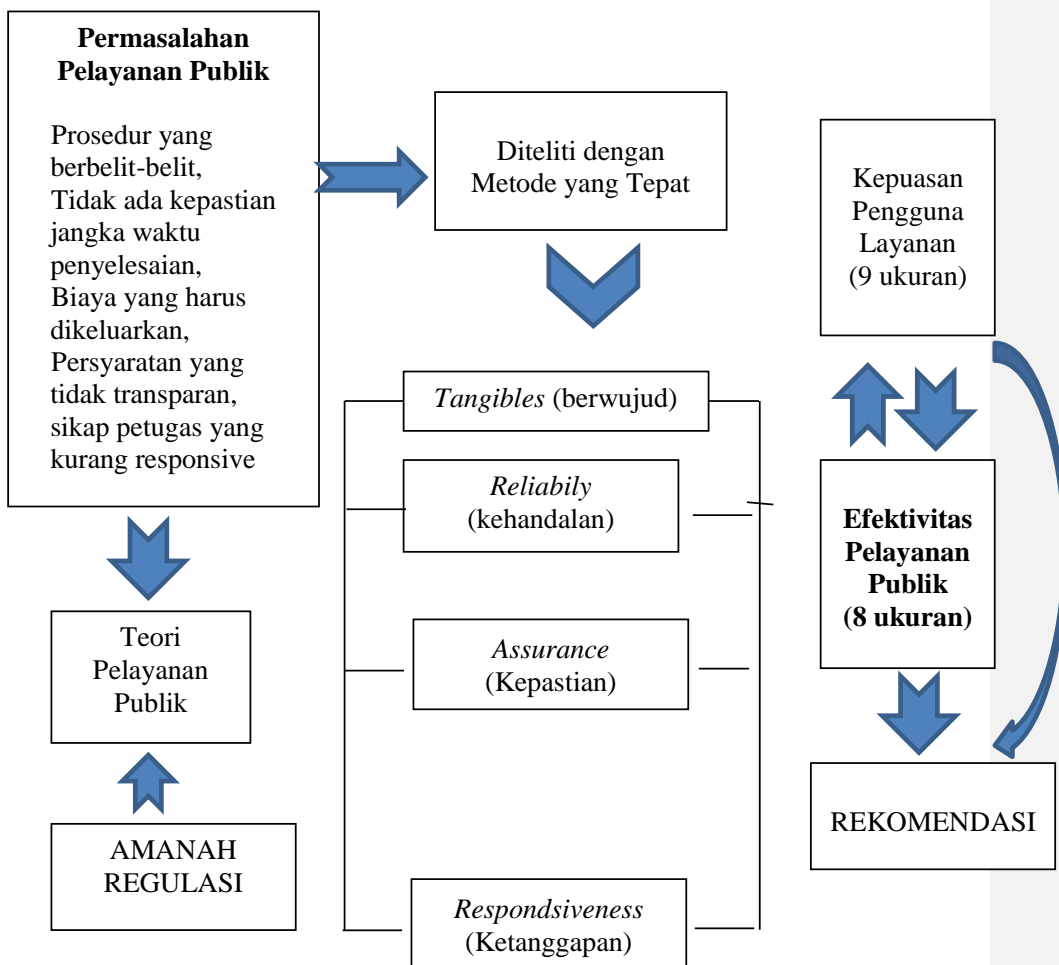 Permasalahan
Pelayanan Publik
Prosedur yang
berbelit-belit,
Tidak ada kepastian
jangka waktu
penyelesaian,
Biaya yang harus
dikeluarkan,
Persyaratan yang
tidak transparan,
sikap petugas yang
kurang responsive
Teori
Pelayanan
Publik
AMANAH
REGULASI
Diteliti dengan
Metode yang Tepat
Tangibles (berwujud)
Reliabily
(kehandalan)
Assurance
(Kepastian)
Respondsiveness
(Ketanggapan)
Kepuasan
Pengguna
Layanan
(9 ukuran)
Efektivitas
Pelayanan
Publik
(8 ukuran)
REKOMENDASI